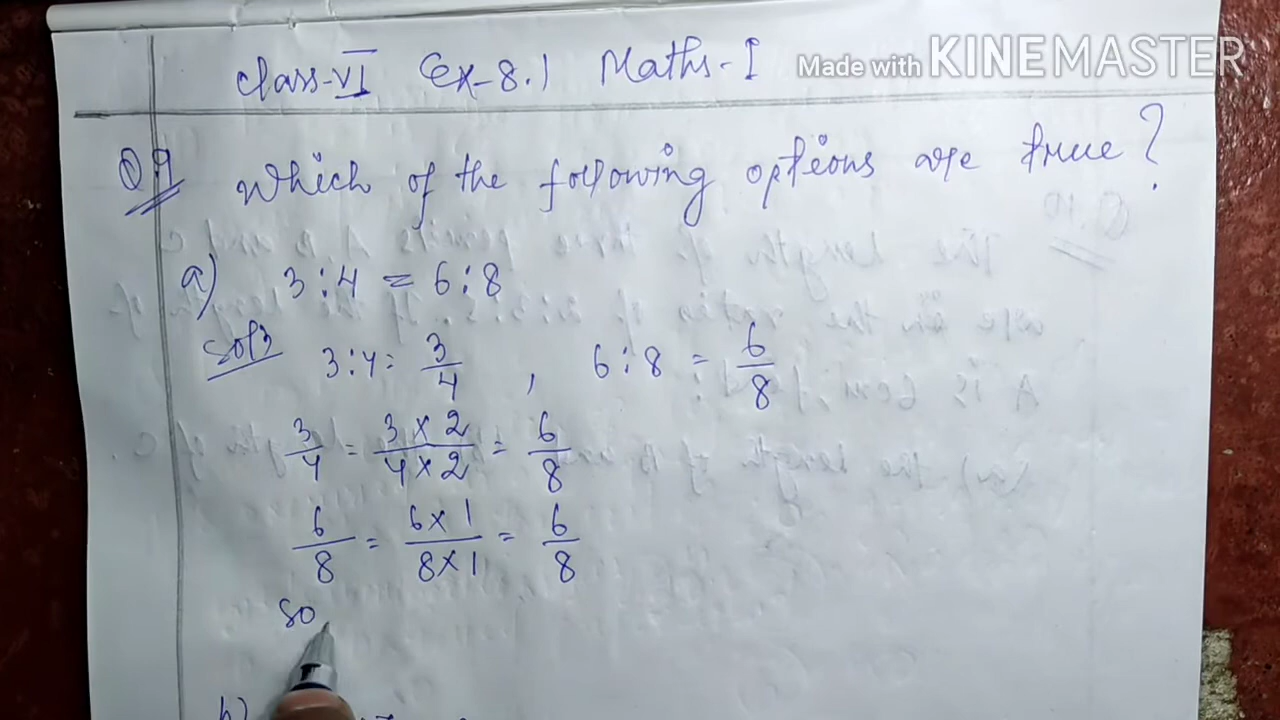 Class-VI Ex-8.1 Maths-I
Made with KINEMASTER
Q9 Which of the following options are true?
a) 3:4 = 6:8
Soln 3:4 = 3/4 , 6:8 = 6/8
3/4 = 3×2/4×2 = 6/8
6/8 = 6×1/8×1 = 6/8
so
b)